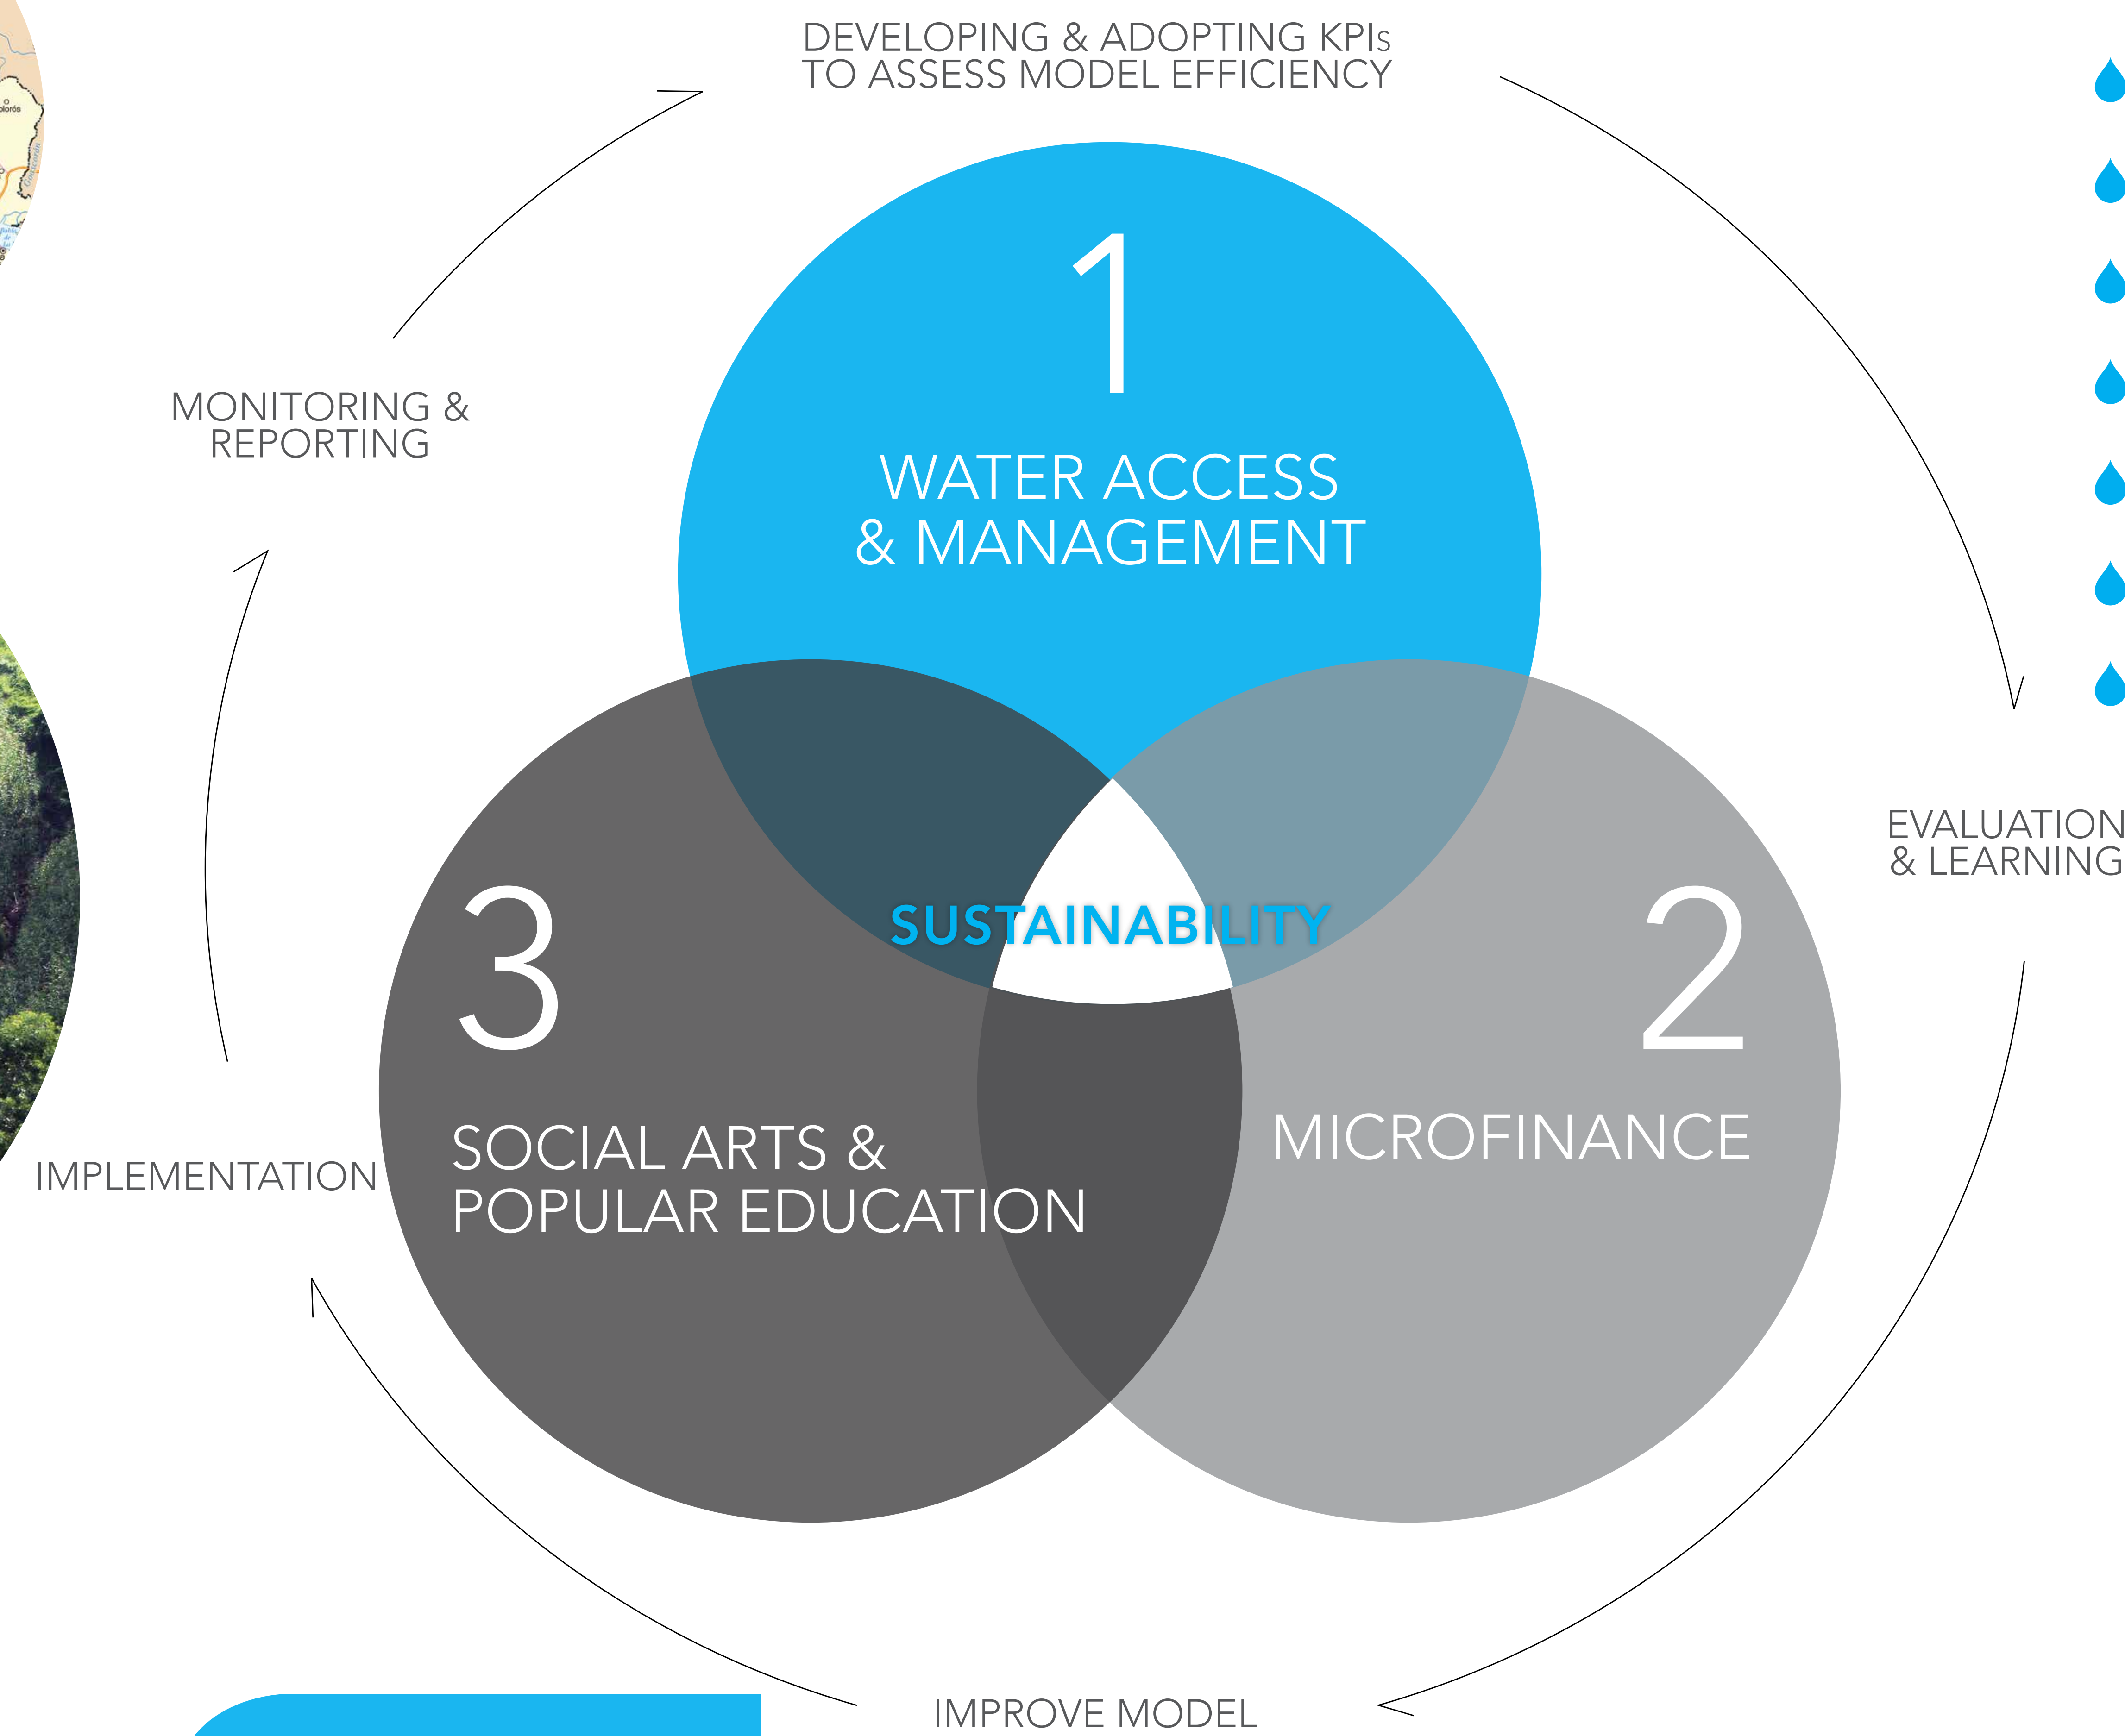 DEVELOPING & ADOPTING KPIs
TO ASSESS MODEL EFFICIENCY
MONITORING &
REPORTING
1
WATER ACCESS
& MANAGEMENT
EVALUATION
& LEARNING
SUSTAINABILITY
3
2
SOCIAL ARTS &
POPULAR EDUCATION
MICROFINANCE
IMPLEMENTATION
IMPROVE MODEL